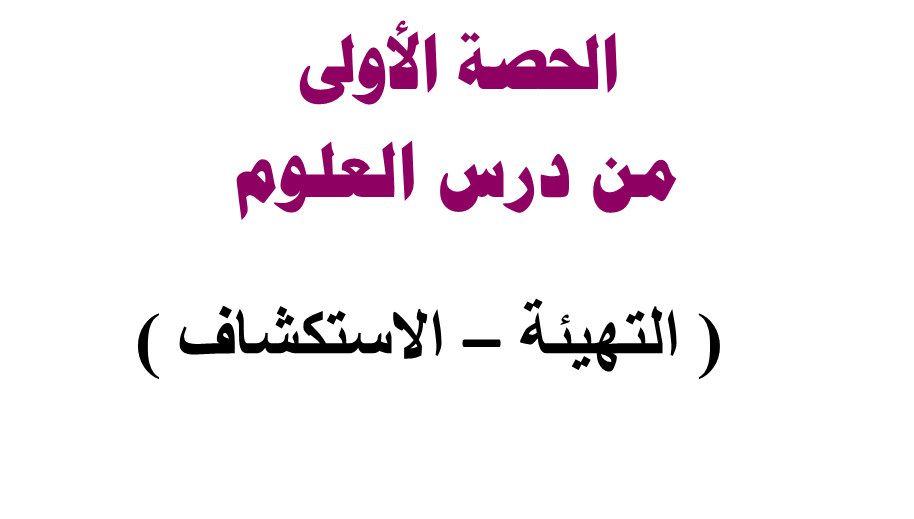 الحصة الأولى
من درس العلوم
( التهيئة – الاستكشاف )